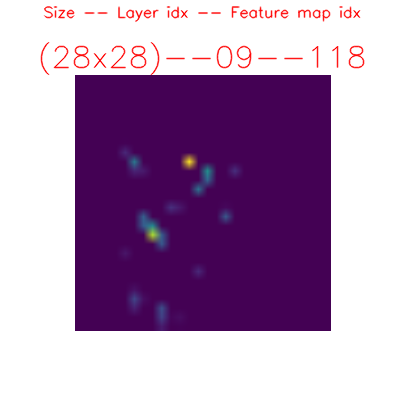 Size -- Layer idx -- Feature map idx
(28x28)--09--118